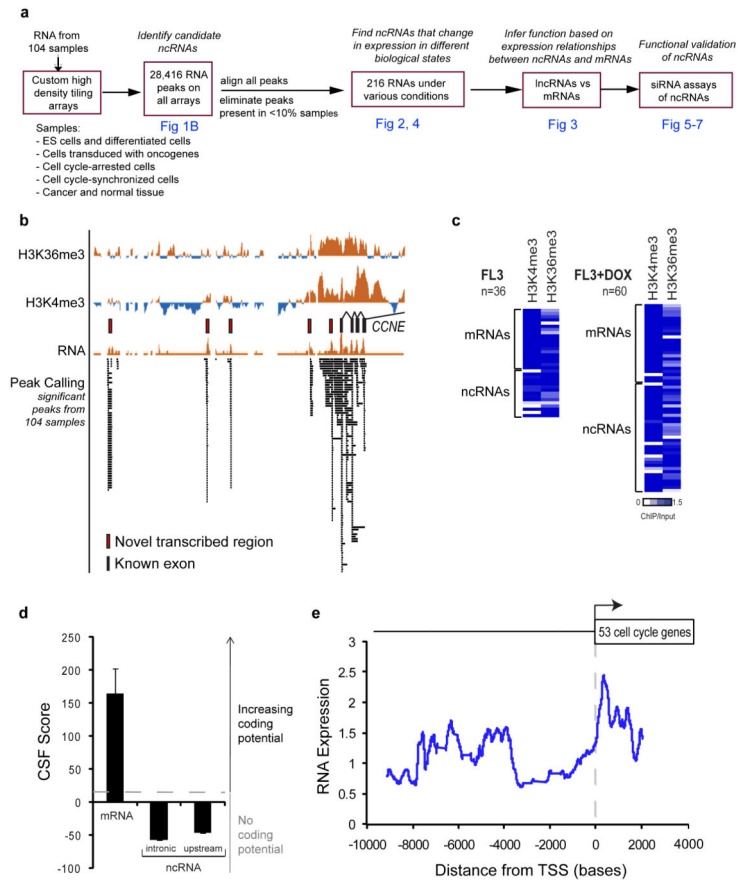 a
RNA from
104 samples
Custom high
density tiling
arrays
Samples:
- ES cells and differentiated cells
- Cells transduced with oncogenes
- Cell cycle-arrested cells
- Cell cycle-synchronized cells
- Cancer and normal tissue
Identify candidate
ncRNAs
28,416 RNA
peaks on
all arrays
Fig 1B
align all peaks
eliminate peaks
present in <10% samples
Find ncRNAs that change
in expression in different
biological states
216 RNAs under
various conditions
Fig 2, 4
Infer function based on
expression relationships
between ncRNAs and mRNAs
lncRNAs vs
mRNAs
Fig 3
Functional validation
of ncRNAs
siRNA assays
of ncRNAs
Fig 5-7
b
H3K36me3
H3K4me3
CCNE
RNA
Peak Calling
significant
peaks from
104 samples
Novel transcribed region
Known exon
c
FL3
n=36
H3K4me3
H3K36me3
mRNAs
ncRNAs
FL3+DOX
n=60
H3K4me3
H3K36me3
mRNAs
ncRNAs
0
1.5
ChIP/Input
d
CSF Score
250
200
150
100
50
0
-50
-100
mRNA
intronic
upstream
ncRNA
Increasing
coding
potential
No
coding
potential
e
53 cell cycle genes
RNA Expression
3
2.5
2
1.5
1
0.5
0
-10000
-8000
-6000
-4000
-2000
0
2000
4000
Distance from TSS (bases)